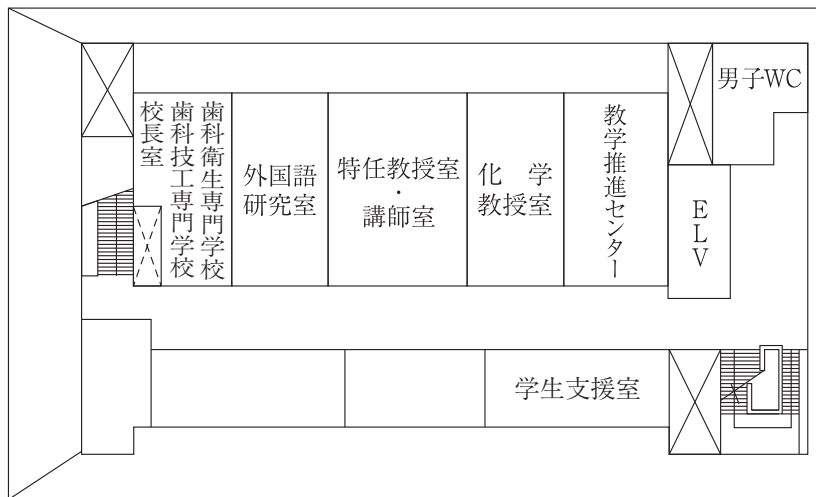 歯科衛生専門学校
歯科技工専門学校
校長室
外国語
研究室
特任教授室
・
講師室
化学
教授室
教学推進センター
男子WC
ELV
学生支援室